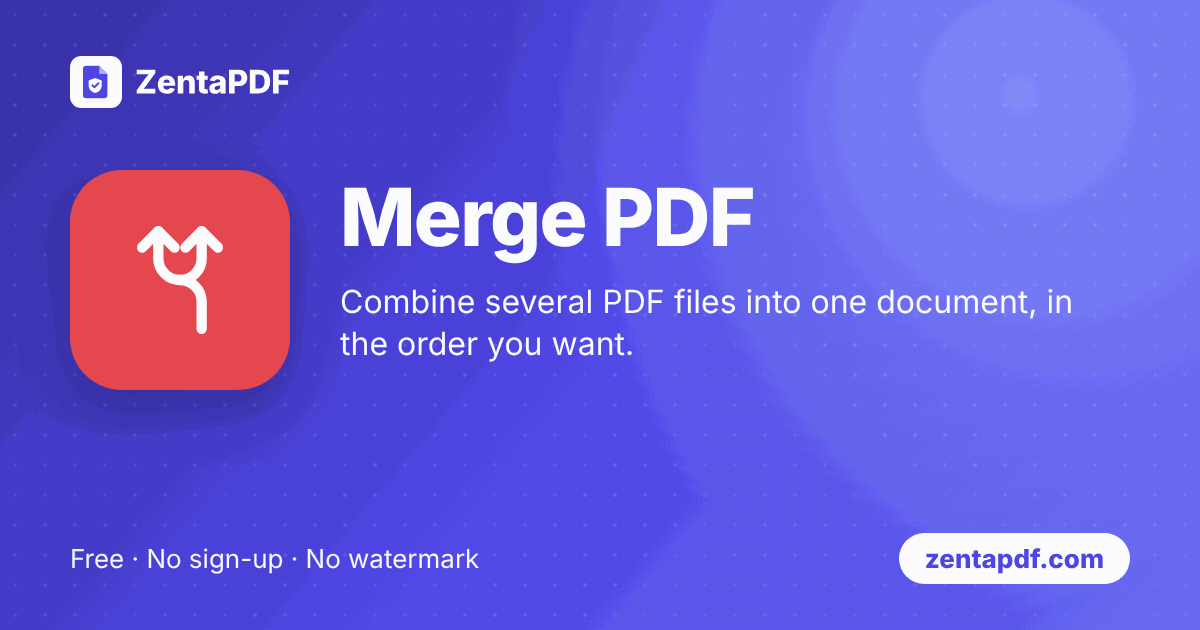 ZentaPDF
Merge PDF
Combine several PDF files into one document, in
the order you want.
Free · No sign-up · No watermark
zentapdf.com